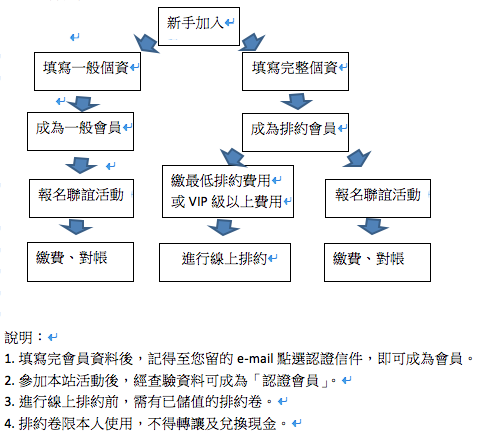 新手加入
填寫一般個資
填寫完整個資
成為一般會員
成為排約會員
報名聯誼活動
繳最低排約費用
或 VIP 級以上費用
報名聯誼活動
繳費、對帳
進行線上排約
繳費、對帳
說明：
1. 填寫完會員資料後，記得至您留的 e-mail 點選認證信件，即可成為會員。
2. 參加本站活動後，經查驗資料可成為「認證會員」。
3. 進行線上排約前，需有已儲值的排約卷。
4. 排約卷限本人使用，不得轉讓及兌換現金。